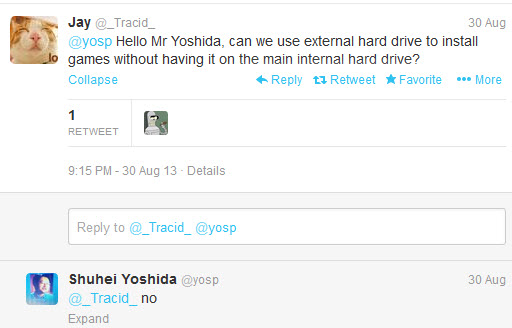 Jay @_Tracid_ 30 Aug
@yosp Hello Mr Yoshida, can we use external hard drive to install
games without having it on the main internal hard drive?
Collapse Reply Retweet Favorite More
1
RETWEET
9:15 PM - 30 Aug 13 · Details
Reply to @_Tracid_ @yosp
Shuhei Yoshida @yosp 30 Aug
@_Tracid_ no
Expand